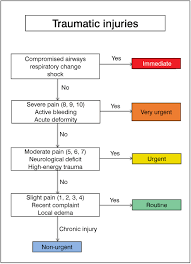 Traumatic injuries
Compromised airways
respiratory change
shock
Yes
Immediate
No
Severe pain (8, 9, 10)
Active bleeding
Acute deformity
Yes
Very urgent
No
Moderate pain (5, 6, 7)
Neurological deficit
High-energy trauma
Yes
Urgent
No
Slight pain (1, 2, 3, 4)
Recent complaint
Local edema
Yes
Routine
Chronic injury
Non-urgent